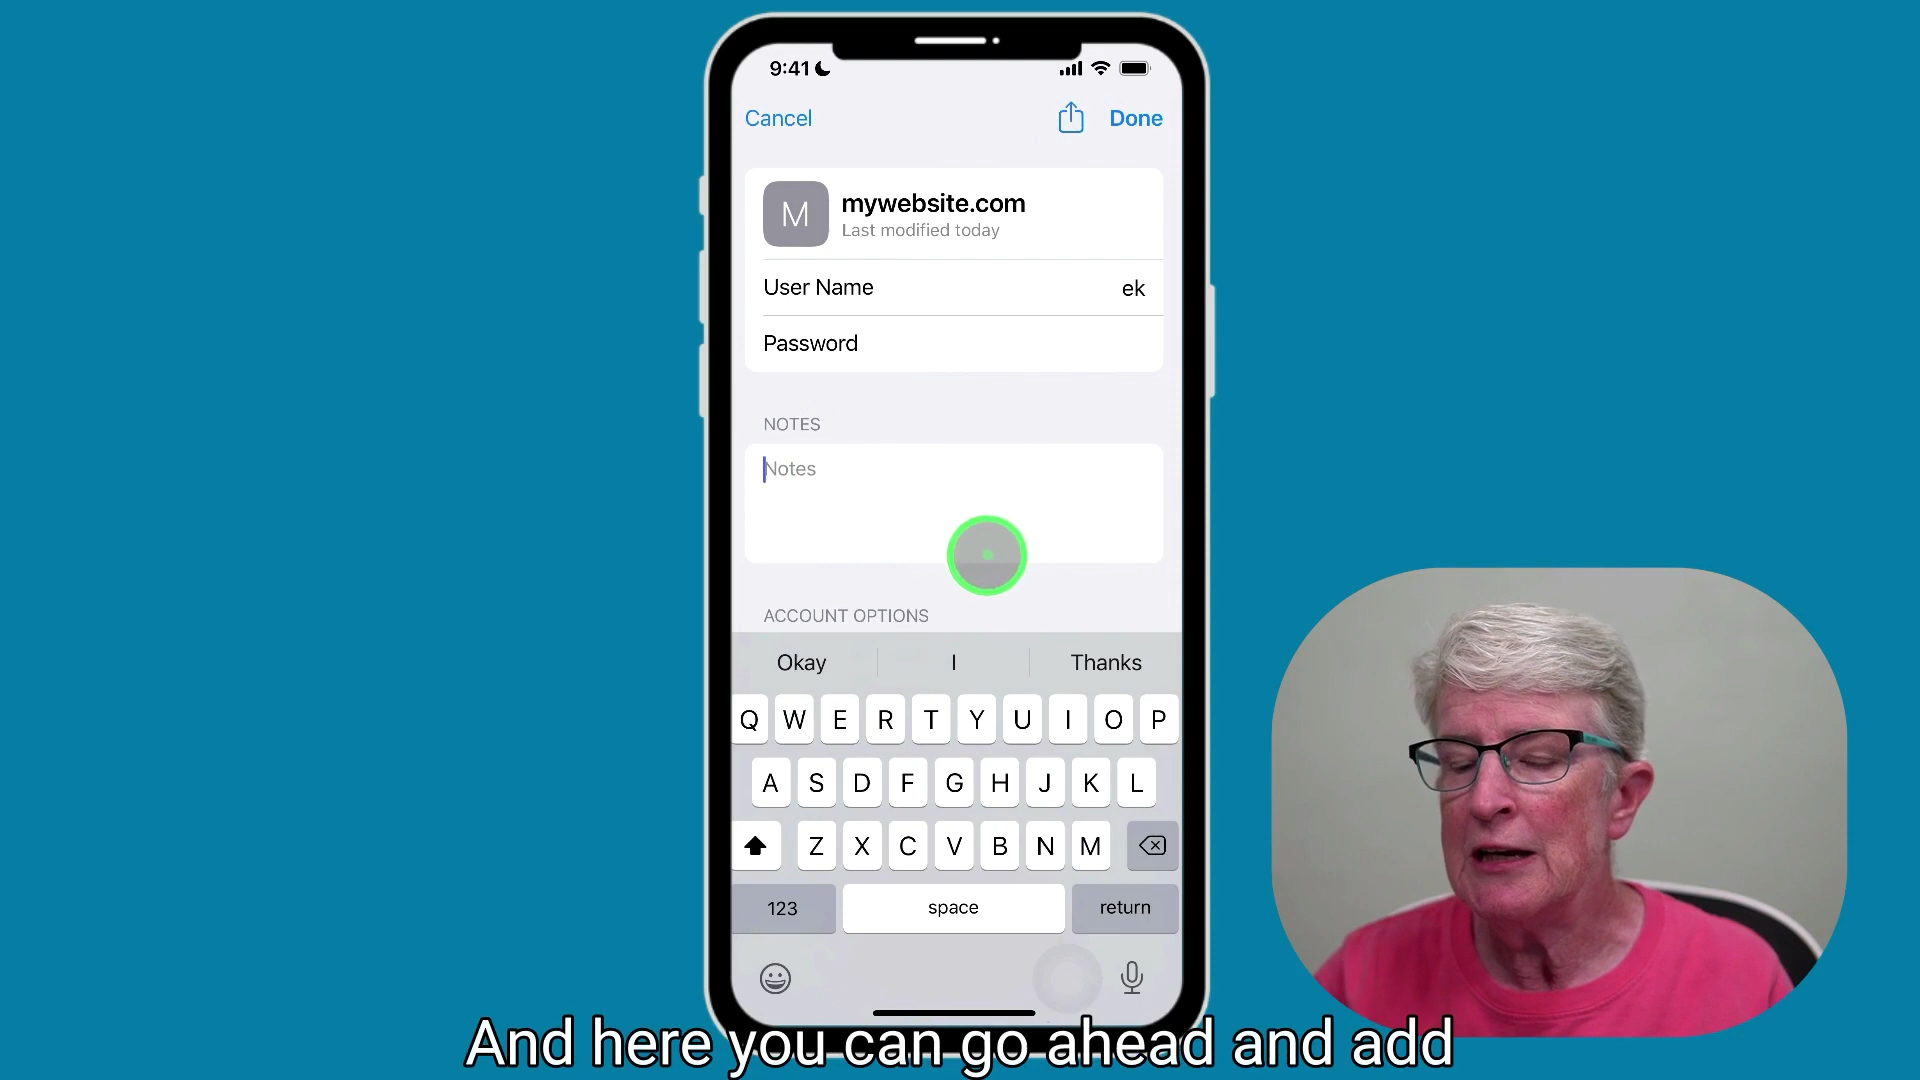 9:41
Cancel
Done
M
mywebsite.com
Last modified today
User Name
ek
Password
NOTES
Notes
ACCOUNT OPTIONS
Okay
I
Thanks
Q W E R T Y U I O P
A S D F G H J K L
Z X C V B N M
123
space
return
And here you can go ahead and add